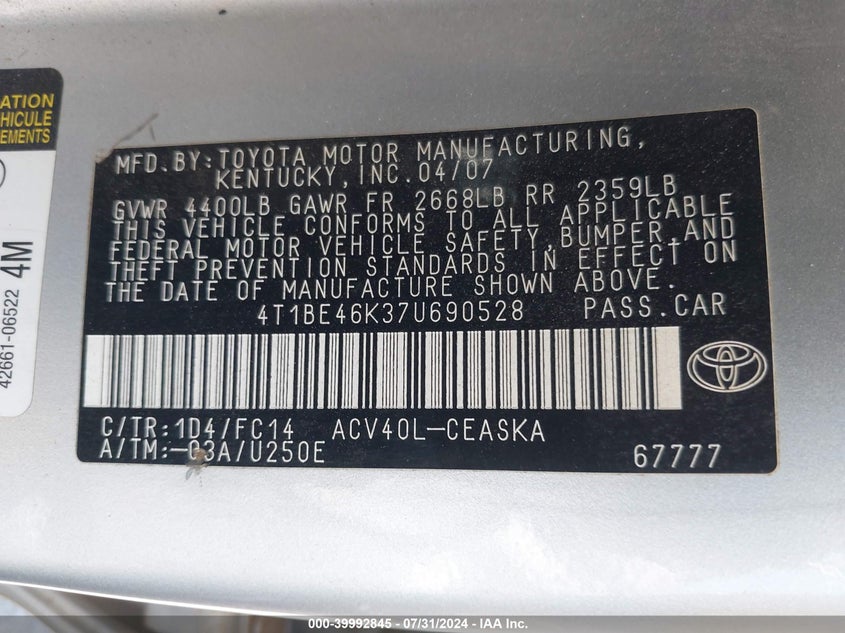 ATION
HICULE
EMENTS
42661-06522 4M
MFD.BY:TOYOTA MOTOR MANUFACTURING,
KENTUCKY,INC.04/07
GVWR 4400LB GAWR FR 2668LB RR 2359LB
THIS VEHICLE CONFORMS TO ALL APPLICABLE
FEDERAL MOTOR VEHICLE SAFETY,BUMPER,AND
THEFT PREVENTION STANDARDS IN EFFECT ON
THE DATE OF MANUFACTURE SHOWN ABOVE.
4T1BE46K37U690528 PASS.CAR
C/TR:1D4/FC14 ACV40L-CEASKA
A/TM:-03A/U250E 67777
000-39992845 - 07/31/2024 - IAA Inc.